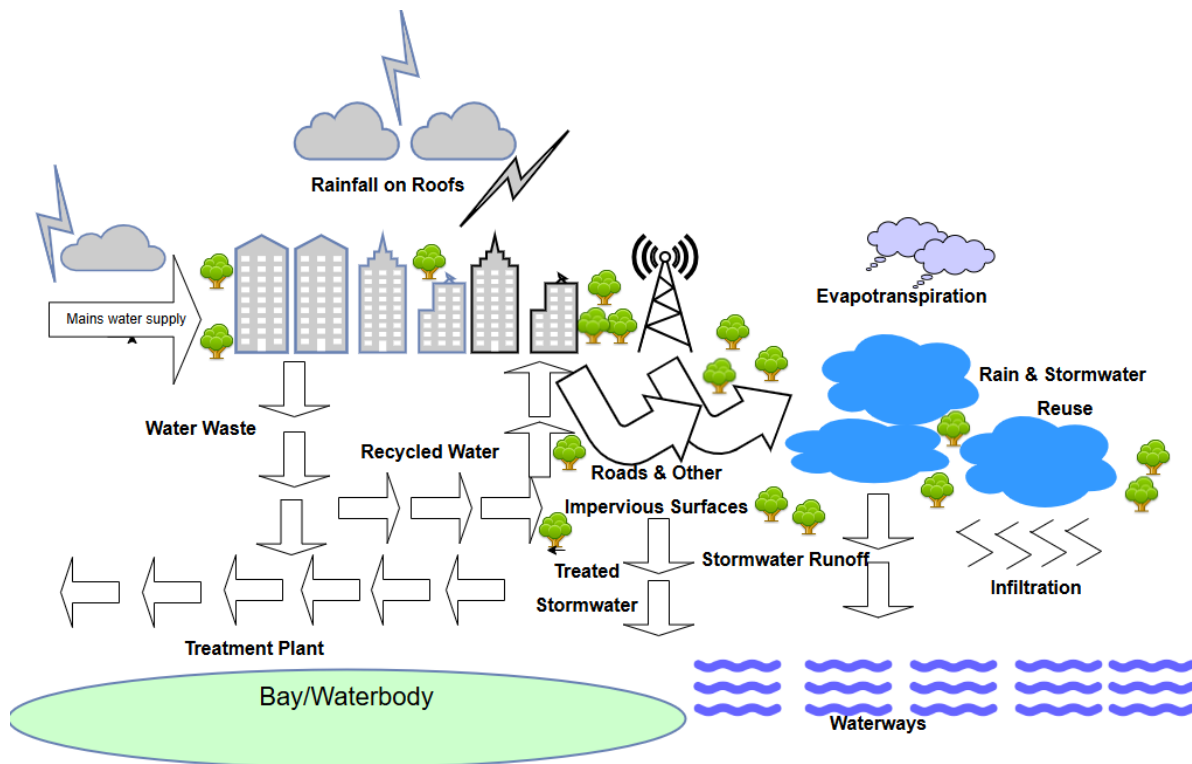 Rainfall on Roofs
Mains water supply
Evapotranspiration
Rain & Stormwater
Reuse
Water Waste
Recycled Water
Roads & Other
Impervious Surfaces
Stormwater Runoff
Treated
Stormwater
Infiltration
Treatment Plant
Bay/Waterbody
Waterways